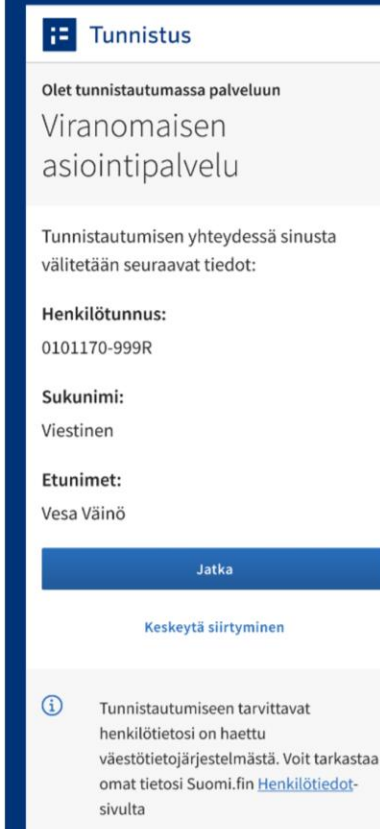 Tunnistus
Olet tunnistautumassa palveluun
Viranomaisen
asiointipalvelu
Tunnistautumisen yhteydessä sinusta
välitetään seuraavat tiedot:
Henkilötunnus:
0101170-999R
Sukunimi:
Viestinen
Etunimet:
Vesa Väinö
Jatka
Keskeytä siirtyminen
Tunnistautumiseen tarvittavat
henkilötietosi on haettu
väestötietojärjestelmästä. Voit tarkastaa
omat tietosi Suomi.fin Henkilötiedot-
sivulta